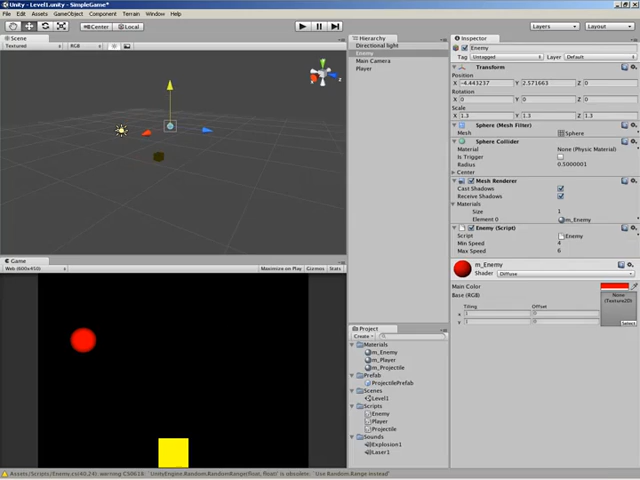 Unity - Level1.unity - SimpleGame*
File Edit Assets GameObject Component Terrain Window Help
Center Local Layers Layout
Scene
Textured RGB
Game
Web (600x450) Maximize on Play Gizmos Stats
Hierarchy
Directional light
Enemy
Main Camera
Player
Project
Create
Materials
m_Enemy
m_Player
m_Projectile
Prefab
ProjectilePrefab
Scenes
Level1
Scripts
Enemy
Player
Projectile
Sounds
Explosion1
Laser1
Inspector
Enemy
Tag Untagged Layer Default
Transform
Position
X -4.443237 Y 2.571663 Z 0
Rotation
X 0 Y 0 Z 0
Scale
X 1.3 Y 1.3 Z 1.3
Sphere (Mesh Filter)
Mesh Sphere
Sphere Collider
Material None (Physic Material)
Is Trigger
Radius 0.5000001
Center
Mesh Renderer
Cast Shadows
Receive Shadows
Materials
Size 1
Element 0 m_Enemy
Enemy (Script)
Script Enemy
Min Speed 4
Max Speed 6
m_Enemy
Shader Diffuse
Main Color
Base (RGB) None
(Texture2D)
Tiling Offset
x 1 0
y 1 0
Select
Assets/Scripts/Enemy.cs(40,24): warning CS0618: `UnityEngine.Random.RandomRange(float, float)' is obsolete: `Use Random.Range instead'